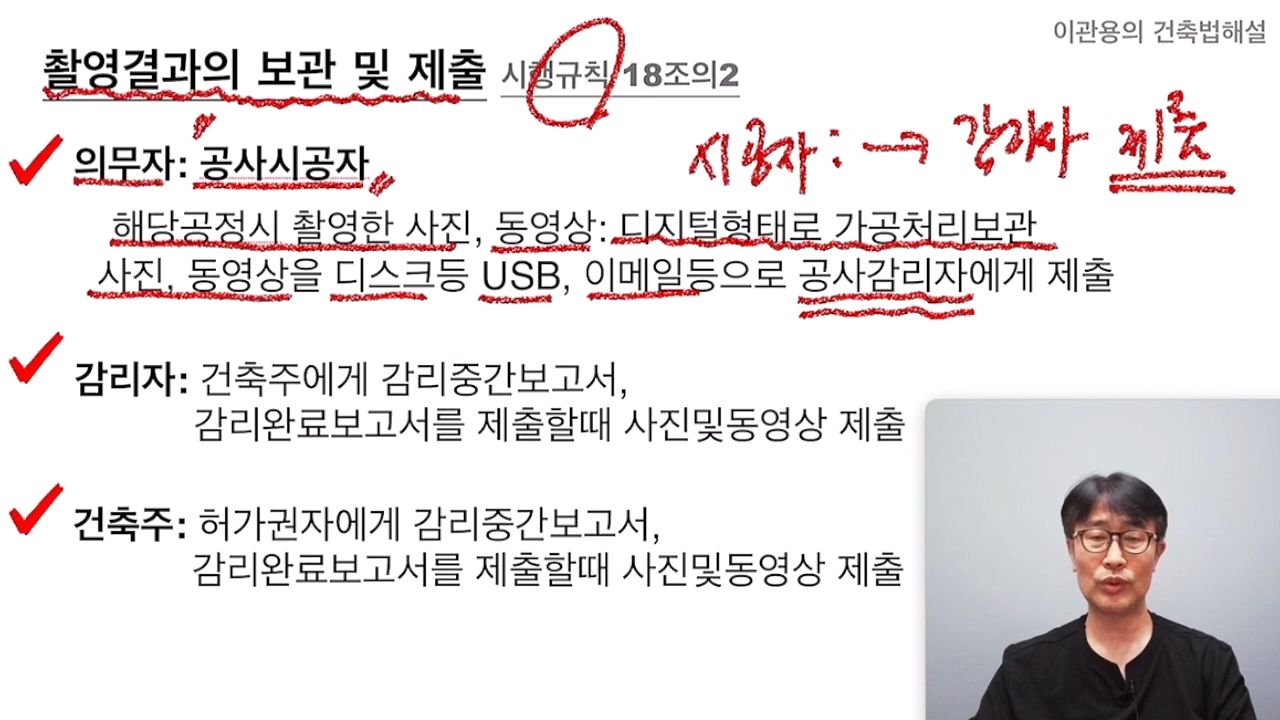 이관용의 건축법해설
촬영결과의 보관 및 제출 시행규칙 18조의2
시공자: → 감리자 제출
의무자: 공사시공자
해당공정시 촬영한 사진, 동영상: 디지털형태로 가공처리보관
사진, 동영상을 디스크등 USB, 이메일등으로 공사감리자에게 제출
감리자: 건축주에게 감리중간보고서,
감리완료보고서를 제출할때 사진및동영상 제출
건축주: 허가권자에게 감리중간보고서,
감리완료보고서를 제출할때 사진및동영상 제출